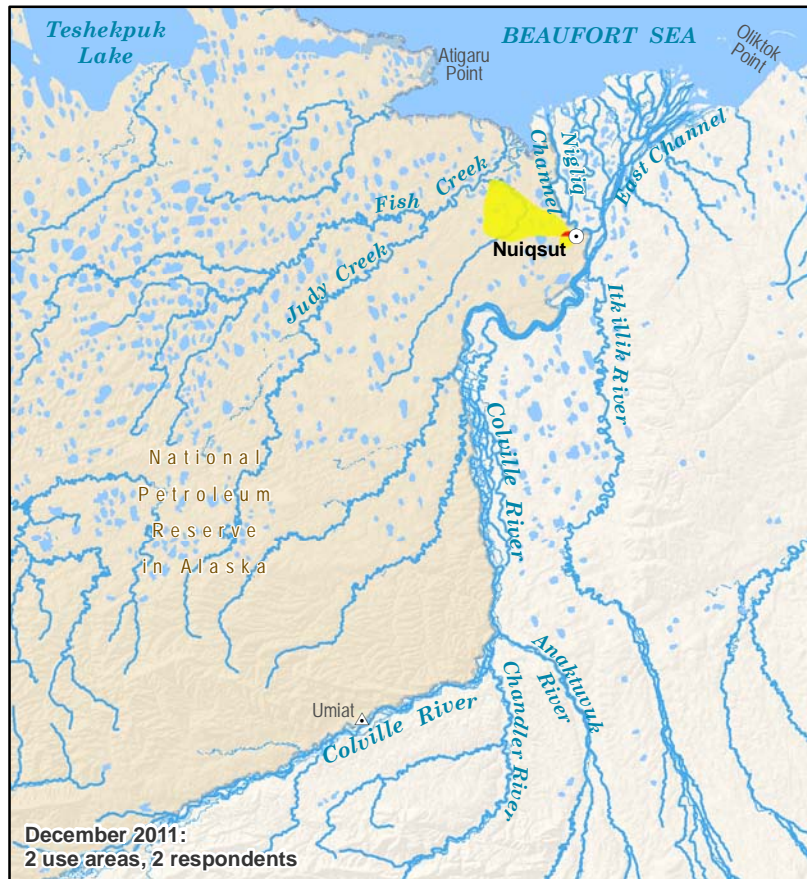 Teshekpuk
Lake
BEAUFORT SEA
Oliktok
Point
Atigaru
Point
Nigliq
Channel
East Channel
Fish Creek
Judy Creek
Nuiqsut
Itkillik River
Colville River
National
Petroleum
Reserve
in Alaska
Anaktuvuk
River
Chandler River
Umiat
Colville River
December 2011:
2 use areas, 2 respondents